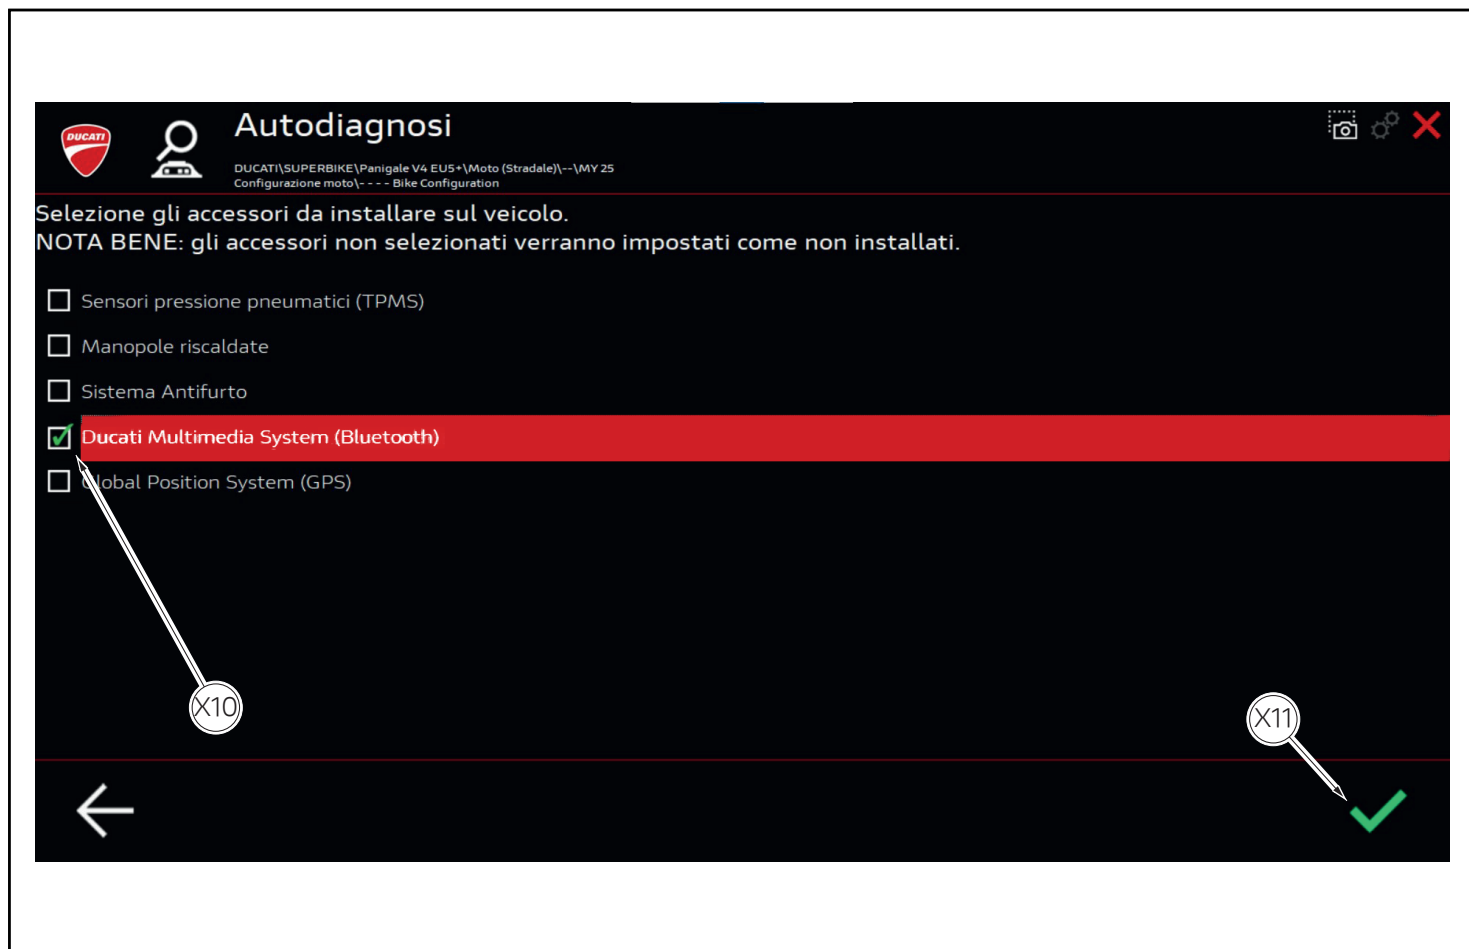 DUCATI
Autodiagnosi
DUCATI\SUPERBIKE\Panigale V4 EU5+\Moto (Stradale)\--\MY 25
Configurazione moto\- - - - Bike Configuration
Selezione gli accessori da installare sul veicolo.
NOTA BENE: gli accessori non selezionati verranno impostati come non installati.
Sensori pressione pneumatici (TPMS)
Manopole riscaldate
Sistema Antifurto
Ducati Multimedia System (Bluetooth)
Global Position System (GPS)
X10
X11